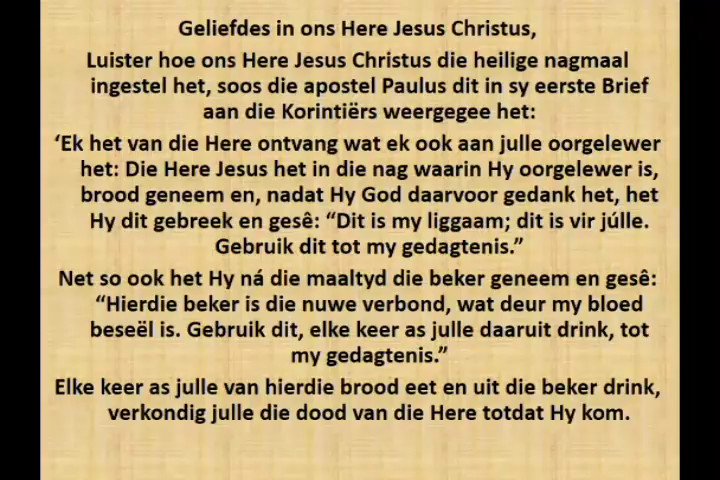 Geliefdes in ons Here Jesus Christus,
Luister hoe ons Here Jesus Christus die heilige nagmaal
ingestel het, soos die apostel Paulus dit in sy eerste Brief
aan die Korintiërs weergegee het:
‘Ek het van die Here ontvang wat ek ook aan julle oorgelewer
het: Die Here Jesus het in die nag waarin Hy oorgelewer is,
brood geneem en, nadat Hy God daarvoor gedank het, het
Hy dit gebreek en gesê: “Dit is my liggaam; dit is vir júlle.
Gebruik dit tot my gedagtenis.”
Net so ook het Hy ná die maaltyd die beker geneem en gesê:
“Hierdie beker is die nuwe verbond, wat deur my bloed
beseël is. Gebruik dit, elke keer as julle daaruit drink, tot
my gedagtenis.”
Elke keer as julle van hierdie brood eet en uit die beker drink,
verkondig julle die dood van die Here totdat Hy kom.